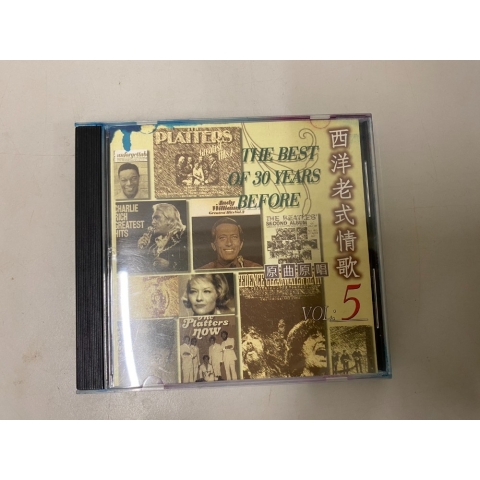 PLATTERS
THE BEST
OF 30 YEARS
BEFORE
西洋老式情歌
原曲原唱
VOL: 5
unforgettable
CHARLIE
RICH GREATEST
HITS
Andy
Williams'
THE BEATLES'
SECOND ALBUM
Platters
now